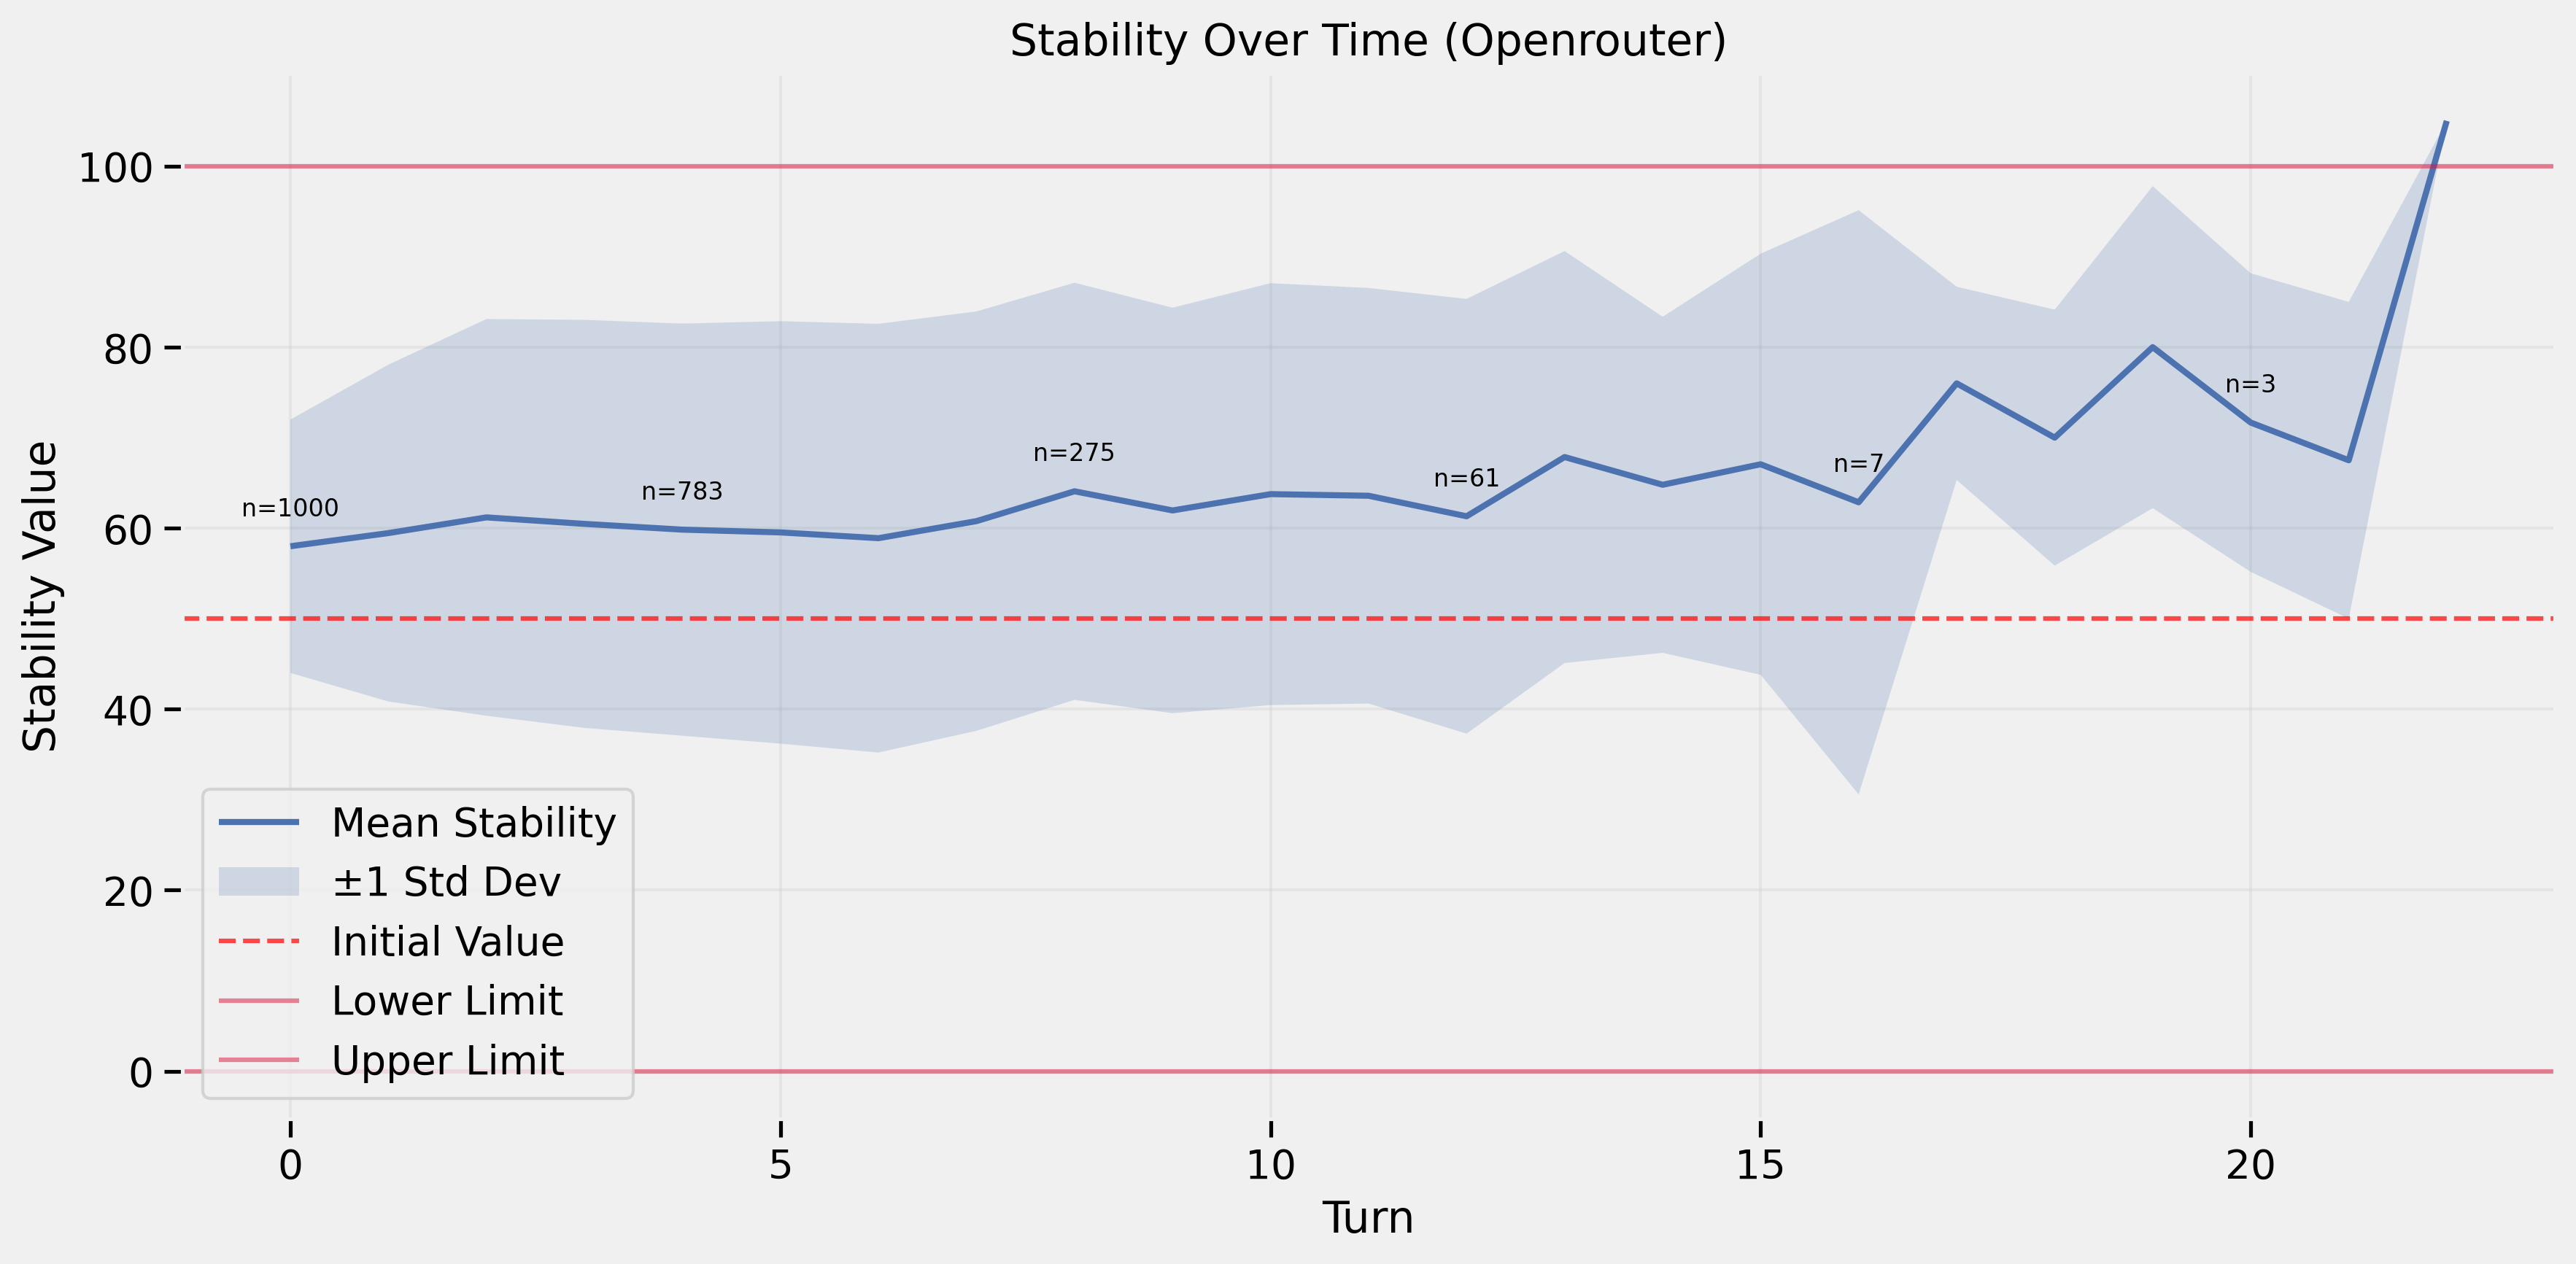 Stability Over Time (Openrouter)
Stability Value
100
80
60
40
20
0
n=1000
n=783
n=275
n=61
n=7
n=3
Mean Stability
±1 Std Dev
Initial Value
Lower Limit
Upper Limit
0
5
10
15
20
Turn